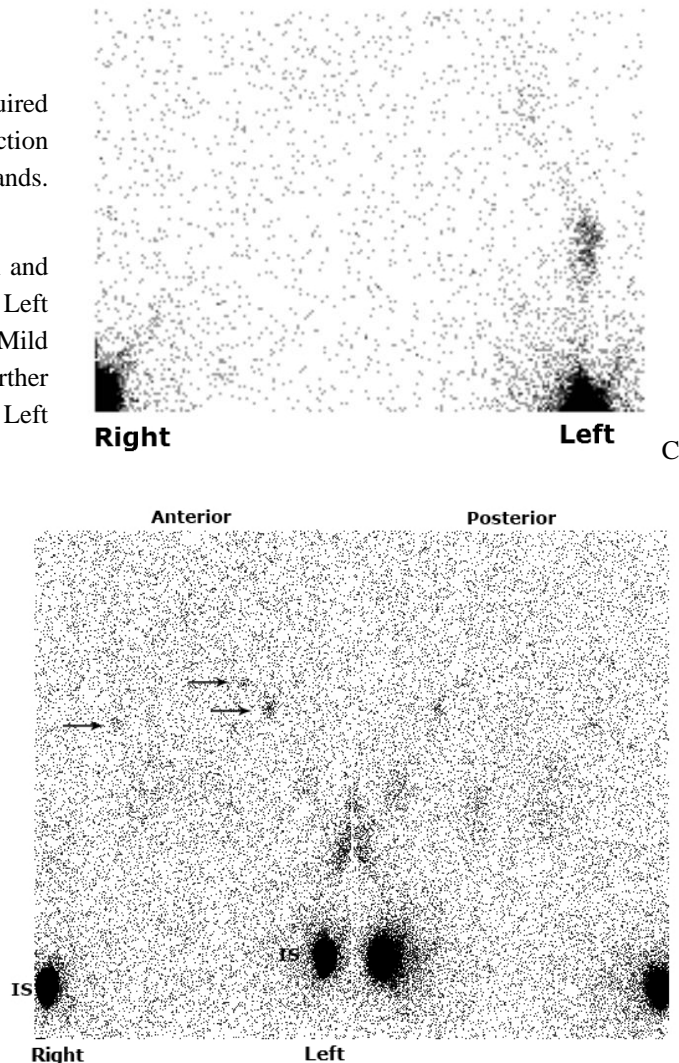 uired
ction
ands.
and
Left
Mild
rther
Left
Right Left
C
Anterior Posterior
IS
IS
Right Left